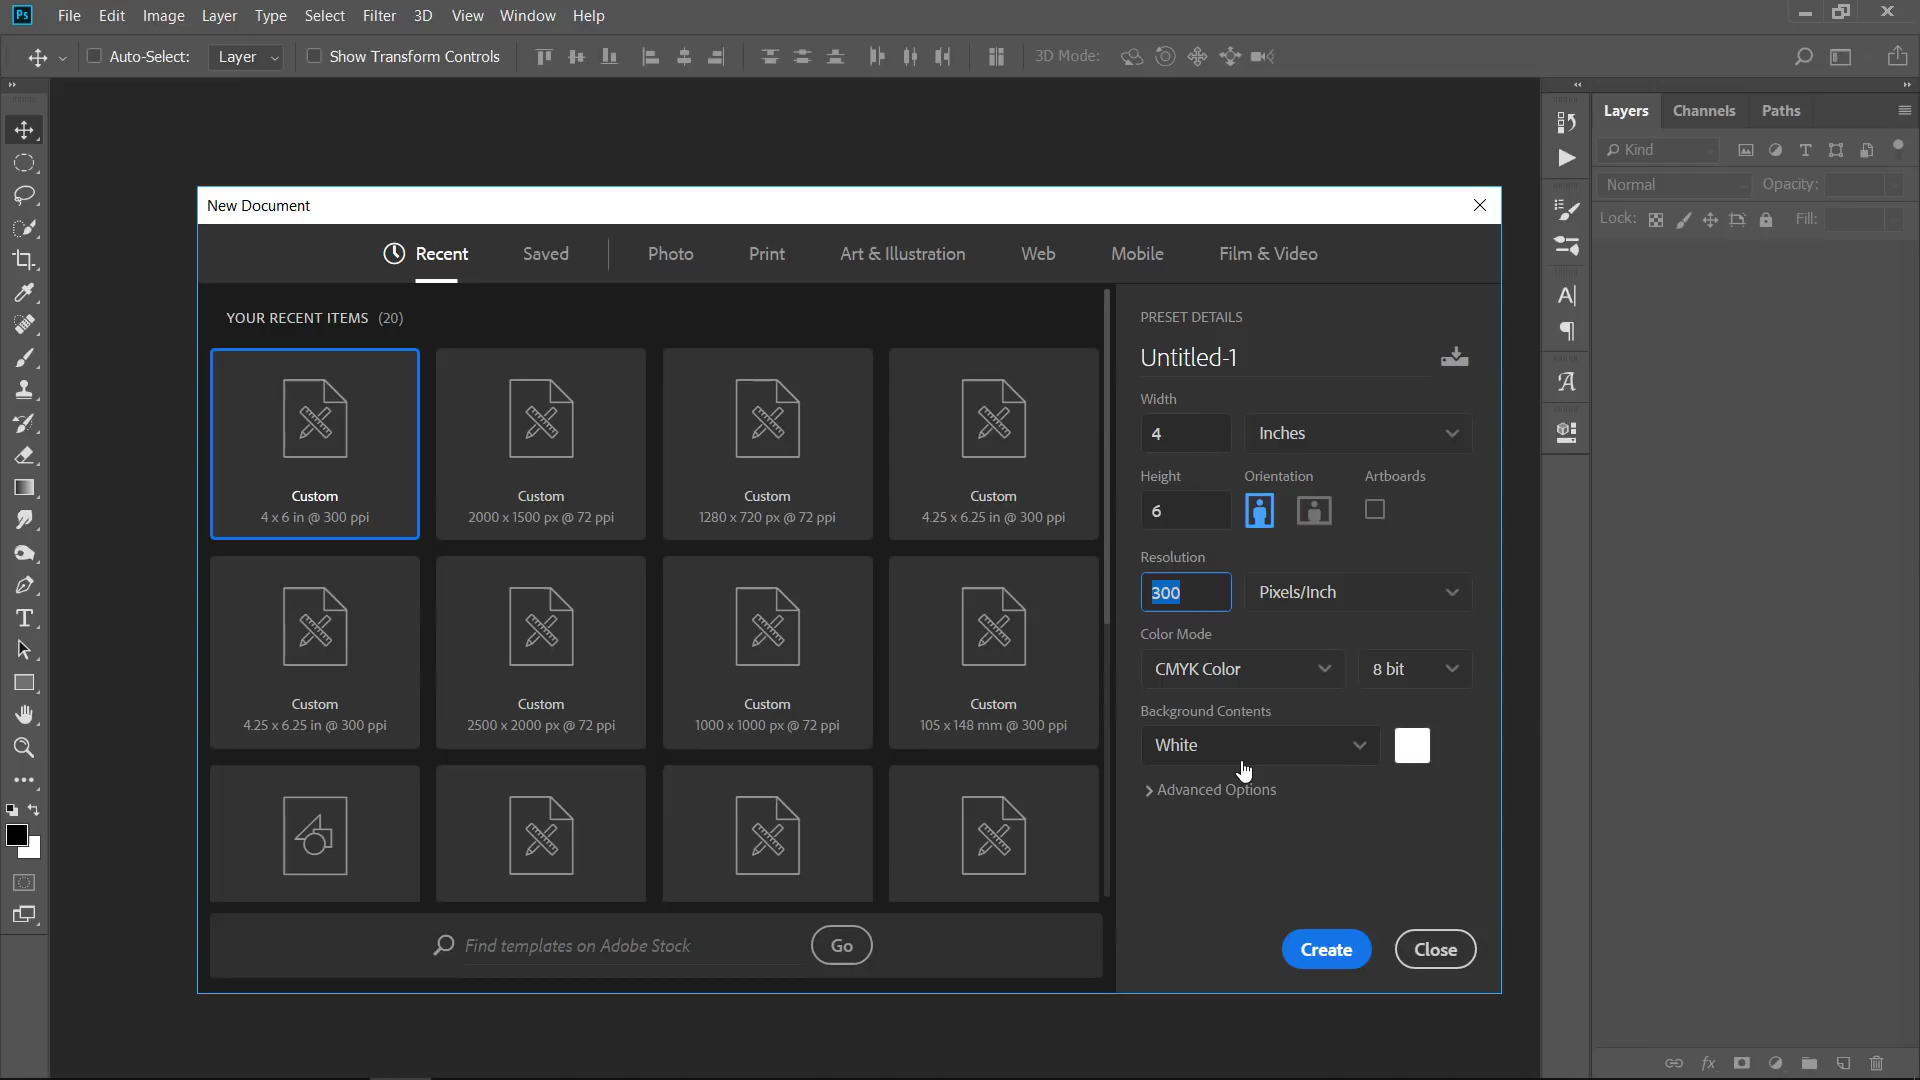 Ps File Edit Image Layer Type Select Filter 3D View Window Help
Auto-Select: Layer Show Transform Controls 3D Mode:
Layers Channels Paths
Kind
Normal Opacity:
Lock: Fill:
New Document
Recent Saved Photo Print Art & Illustration Web Mobile Film & Video
YOUR RECENT ITEMS (20)
Custom
4 x 6 in @ 300 ppi
Custom
2000 x 1500 px @ 72 ppi
Custom
1280 x 720 px @ 72 ppi
Custom
4.25 x 6.25 in @ 300 ppi
Custom
4.25 x 6.25 in @ 300 ppi
Custom
2500 x 2000 px @ 72 ppi
Custom
1000 x 1000 px @ 72 ppi
Custom
105 x 148 mm @ 300 ppi
Find templates on Adobe Stock Go
PRESET DETAILS
Untitled-1
Width
4 Inches
Height Orientation Artboards
6
Resolution
300 Pixels/Inch
Color Mode
CMYK Color 8 bit
Background Contents
White
Advanced Options
Create Close